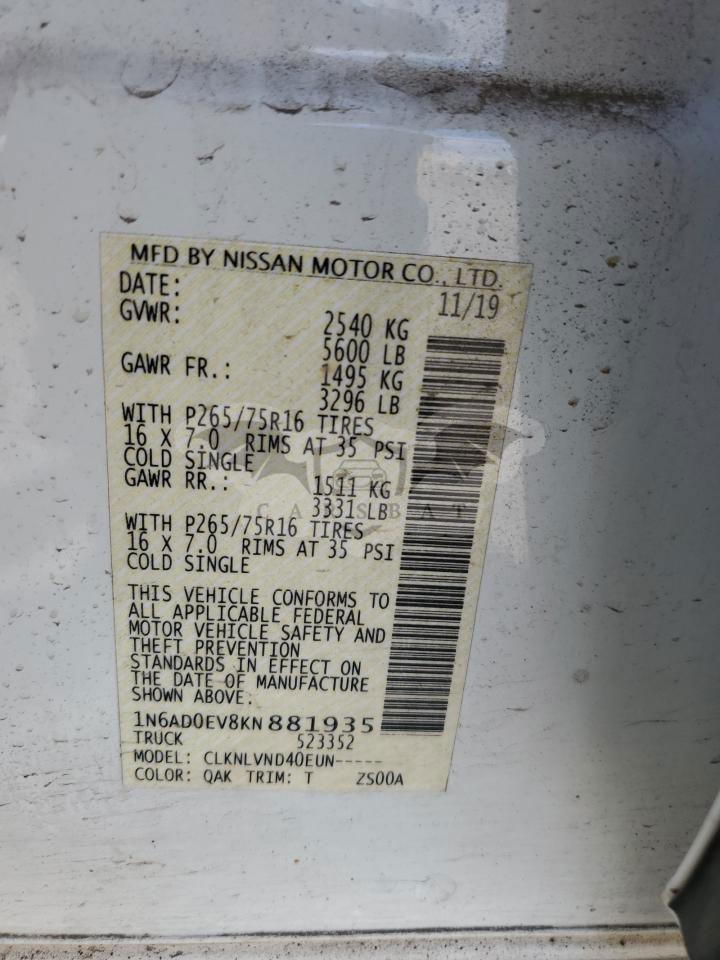 MFD BY NISSAN MOTOR CO., LTD.
DATE: 11/19
GVWR: 2540 KG
5600 LB
GAWR FR.: 1495 KG
3296 LB
WITH P265/75R16 TIRES
16 X 7.0 RIMS AT 35 PSI
COLD SINGLE
GAWR RR.: 1511 KG
3331LB
WITH P265/75R16 TIRES
16 X 7.0 RIMS AT 35 PSI
COLD SINGLE
THIS VEHICLE CONFORMS TO
ALL APPLICABLE FEDERAL
MOTOR VEHICLE SAFETY AND
THEFT PREVENTION
STANDARDS IN EFFECT ON
THE DATE OF MANUFACTURE
SHOWN ABOVE.
1N6AD0EV8KN881935
TRUCK 523352
MODEL: CLKNLVND40EUN-----
COLOR: QAK TRIM: T ZS00A
CARSBAT